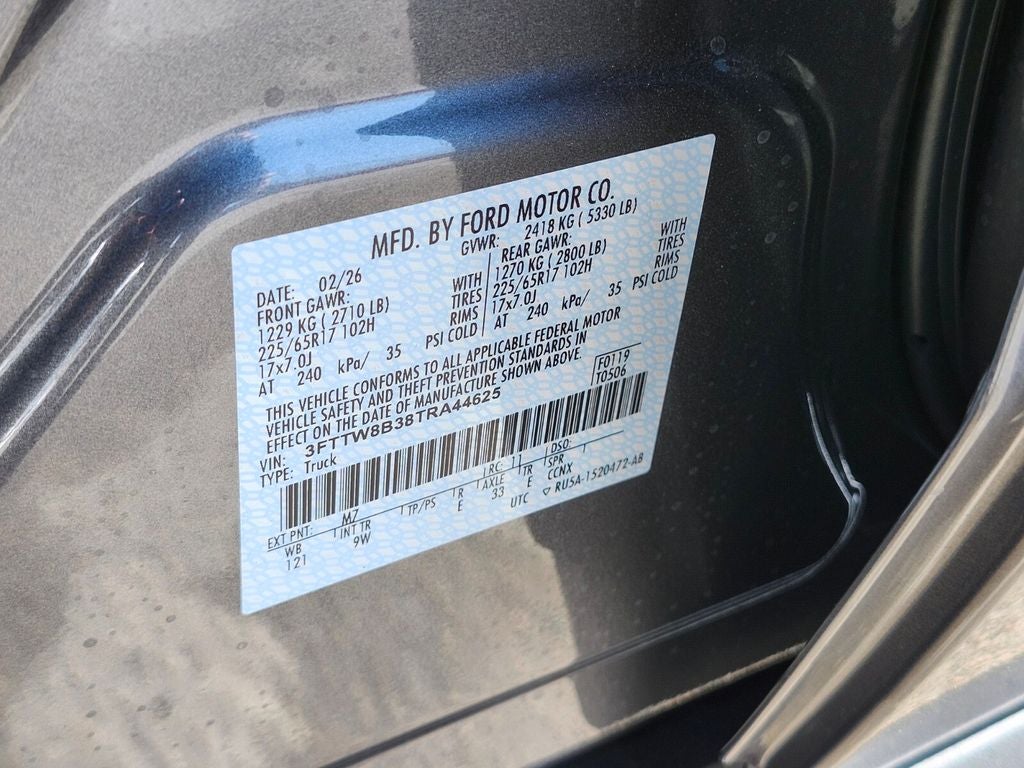 MFD. BY FORD MOTOR CO.
DATE: 02/26 GVWR: 2418 KG ( 5330 LB)
FRONT GAWR: WITH REAR GAWR: WITH
1229 KG ( 2710 LB) TIRES 1270 KG ( 2800 LB) TIRES
225/65R17 102H RIMS 225/65R17 102H RIMS
17x7.0J PSI COLD 17x7.0J PSI COLD
AT 240 kPa/ 35 AT 240 kPa/ 35
THIS VEHICLE CONFORMS TO ALL APPLICABLE FEDERAL MOTOR
VEHICLE SAFETY AND THEFT PREVENTION STANDARDS IN
EFFECT ON THE DATE OF MANUFACTURE SHOWN ABOVE.
VIN: 3FTTW8B38TRA44625 F0119
TYPE: Truck T0506
EXT PNT: M7 RC: 11 DSO:
WB INT TR TP/PS R AXLE TR SPR
121 9W E 33 E CCNX
UTC ▽ RU5A-1520472-AB